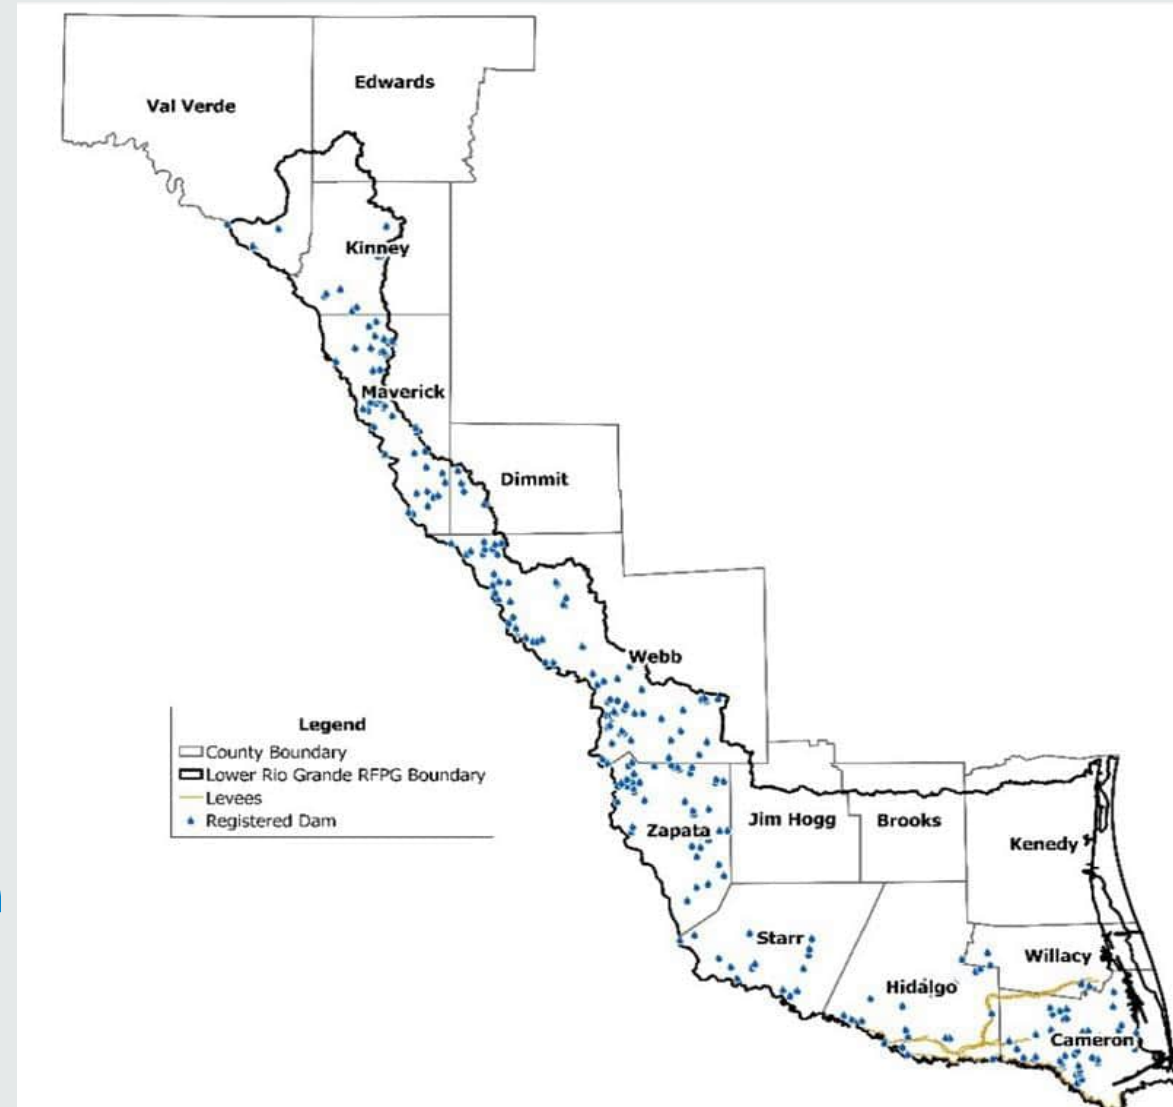 Edwards
Val Verde
Kinney
Maverick
Dimmit
Webb
Legend
County Boundary
Lower Rio Grande RFPG Boundary
Levees
Registered Dam
Zapata
Jim Hogg
Brooks
Kenedy
Starr
Willacy
Hidalgo
Cameron